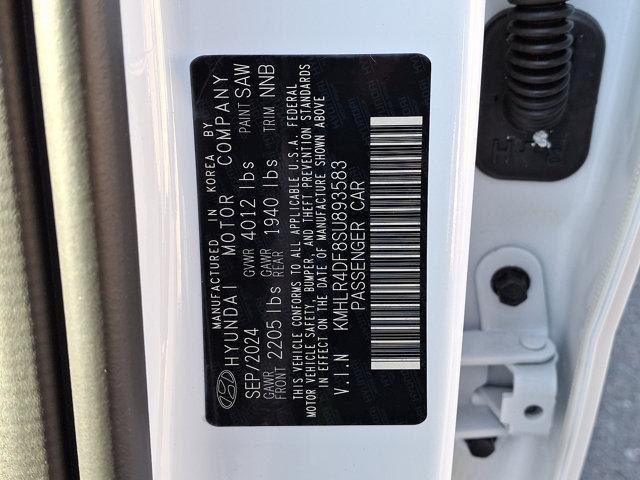 MANUFACTURED IN KOREA BY
HYUNDAI MOTOR COMPANY
SEP/2024 GVWR 4012 lbs PAINT SAW
GAWR FRONT 2205 lbs GAWR REAR 1940 lbs TRIM NNB
THIS VEHICLE CONFORMS TO ALL APPLICABLE U.S.A. FEDERAL
MOTOR VEHICLE SAFETY, BUMPER, AND THEFT PREVENTION STANDARDS
IN EFFECT ON THE DATE OF MANUFACTURE SHOWN ABOVE
V.I.N KMHLR4DF8SU893583
PASSENGER CAR